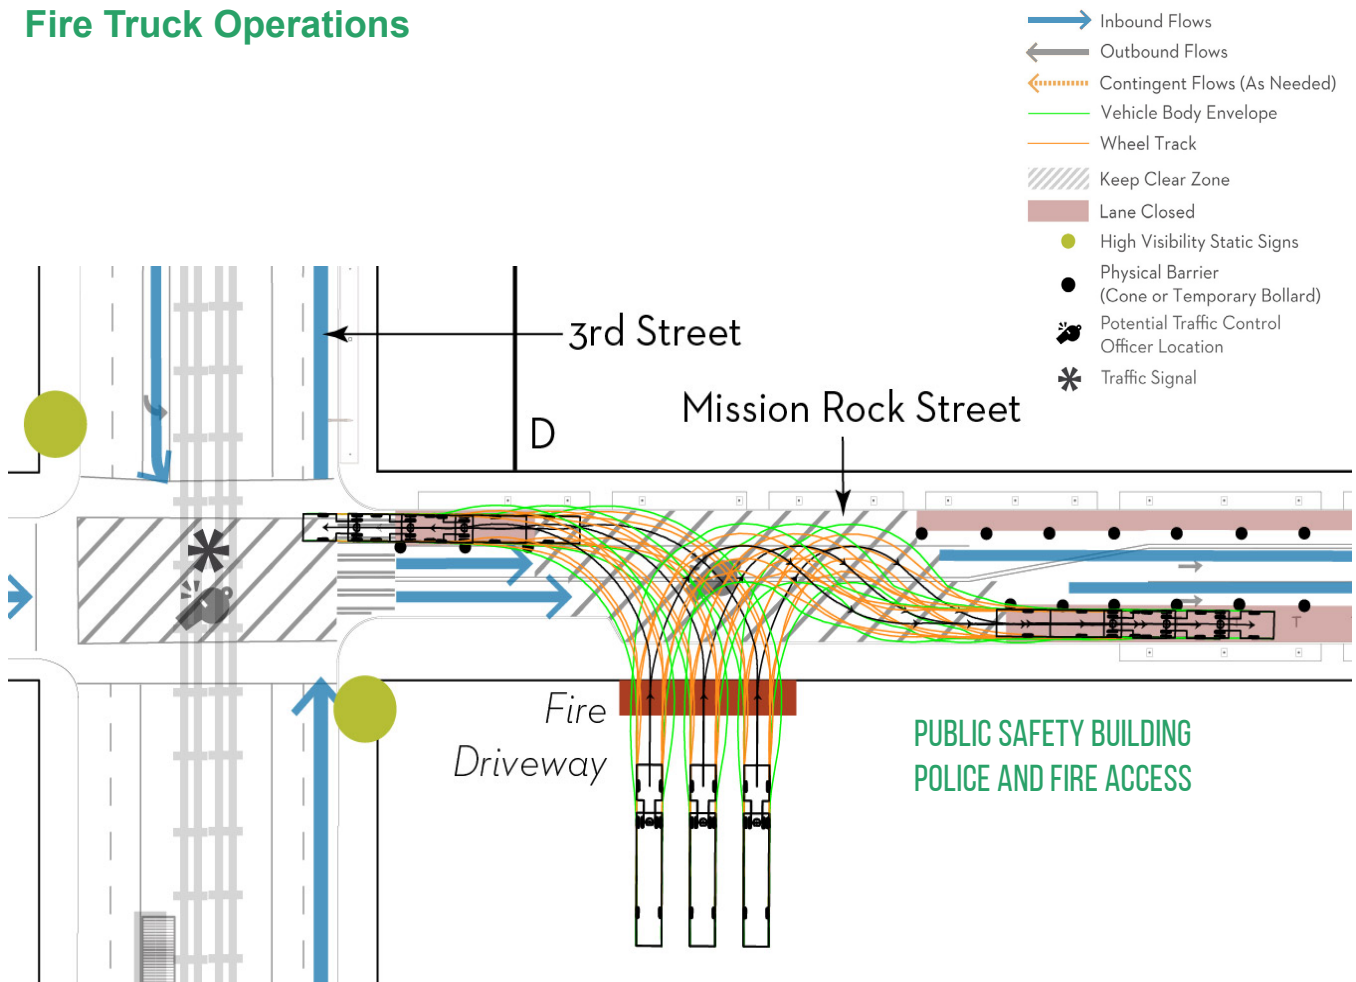 Fire Truck Operations
Inbound Flows
Outbound Flows
Contingent Flows (As Needed)
Vehicle Body Envelope
Wheel Track
Keep Clear Zone
Lane Closed
High Visibility Static Signs
Physical Barrier
(Cone or Temporary Bollard)
Potential Traffic Control
Officer Location
Traffic Signal
3rd Street
Mission Rock Street
D
T
Fire
Driveway
PUBLIC SAFETY BUILDING
POLICE AND FIRE ACCESS